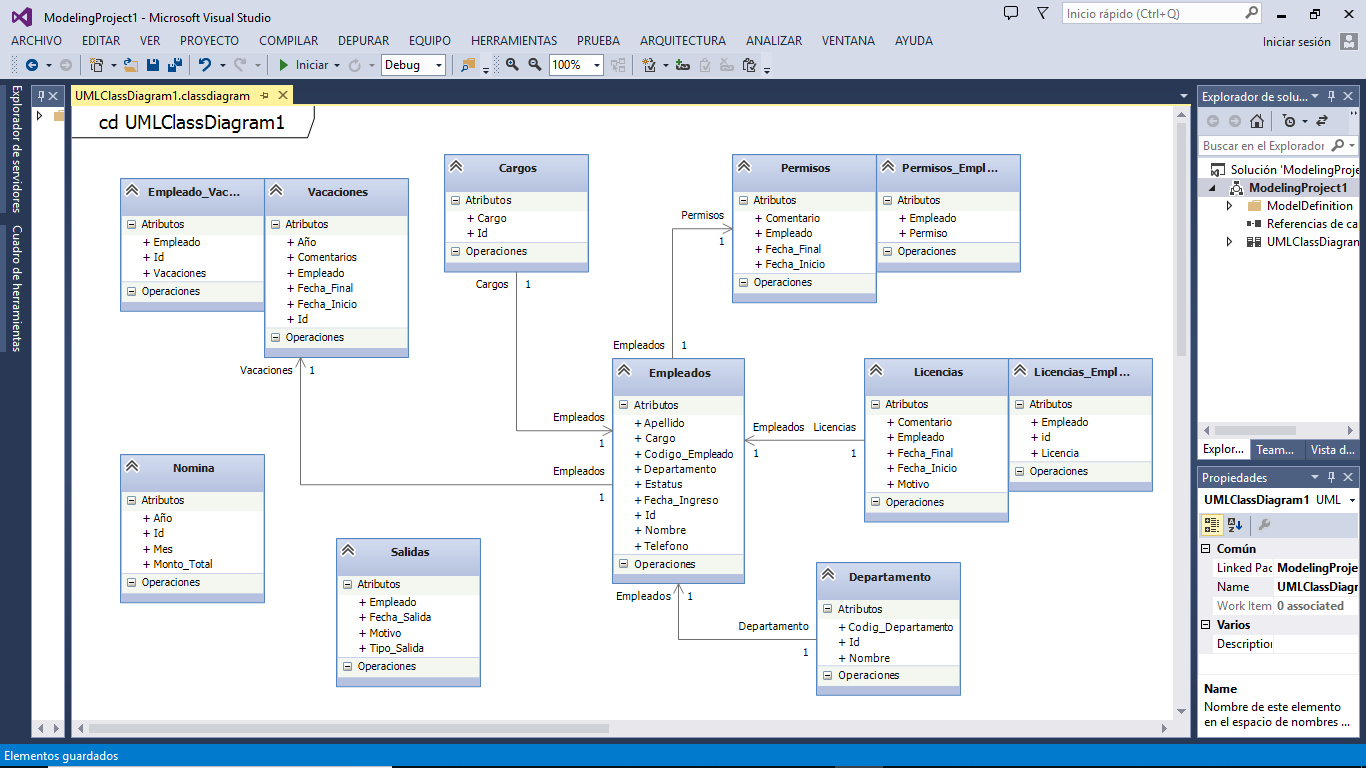 ModelingProject1 - Microsoft Visual Studio
Inicio rápido (Ctrl+Q)
ARCHIVO EDITAR VER PROYECTO COMPILAR DEPURAR EQUIPO HERRAMIENTAS PRUEBA ARQUITECTURA ANALIZAR VENTANA AYUDA
Iniciar sesión
Iniciar Debug 100%
Explorador de servidores
Cuadro de herramientas
UMLClassDiagram1.classdiagram
cd UMLClassDiagram1
Empleado_Vac...
Atributos
+ Empleado
+ Id
+ Vacaciones
Operaciones
Vacaciones
Atributos
+ Año
+ Comentarios
+ Empleado
+ Fecha_Final
+ Fecha_Inicio
+ Id
Operaciones
Vacaciones 1
Cargos
Atributos
+ Cargo
+ Id
Operaciones
Cargos 1
Permisos
Atributos
+ Comentario
+ Empleado
+ Fecha_Final
+ Fecha_Inicio
Operaciones
Permisos
1
Permisos_Empl...
Atributos
+ Empleado
+ Permiso
Operaciones
Empleados 1
Empleados
Atributos
+ Apellido
+ Cargo
+ Codigo_Empleado
+ Departamento
+ Estatus
+ Fecha_Ingreso
+ Id
+ Nombre
+ Telefono
Operaciones
Empleados
1
Empleados
1
Empleados Licencias
1 1
Licencias
Atributos
+ Comentario
+ Empleado
+ Fecha_Final
+ Fecha_Inicio
+ Motivo
Operaciones
Licencias_Empl...
Atributos
+ Empleado
+ id
+ Licencia
Operaciones
Nomina
Atributos
+ Año
+ Id
+ Mes
+ Monto_Total
Operaciones
Salidas
Atributos
+ Empleado
+ Fecha_Salida
+ Motivo
+ Tipo_Salida
Operaciones
Empleados 1
Departamento
1
Departamento
Atributos
+ Codig_Departamento
+ Id
+ Nombre
Operaciones
Explorador de solu...
Buscar en el Explorador
Solución 'ModelingProje
ModelingProject1
ModelDefinition
Referencias de ca
UMLClassDiagram
Explor... Team... Vista d...
Propiedades
UMLClassDiagram1 UML
Común
Linked Pac ModelingProje
Name UMLClassDiagr
Work Item 0 associated
Varios
Description
Name
Nombre de este elemento
en el espacio de nombres ...
Elementos guardados